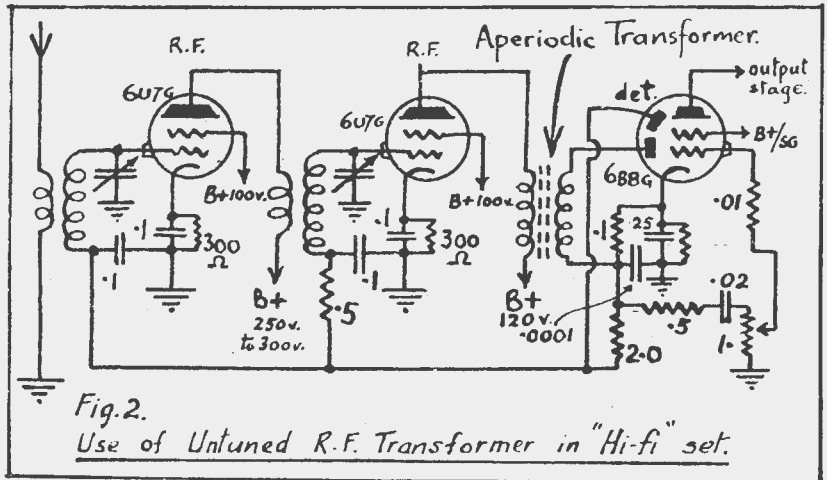 R.F.
R.F.
Aperiodic Transformer.
6U7G
6U7G
det.
output
stage.
B+/SG
6B8G
B+100v.
B+100v.
.1
300
Ω
.1
.1
300
Ω
.1
B+
250v.
to 300v.
.5
B+
120v.
.0001
.1
.25
.01
.02
.5
1.
2.0
Fig.2.
Use of Untuned R.F. Transformer in "Hi-fi" set.